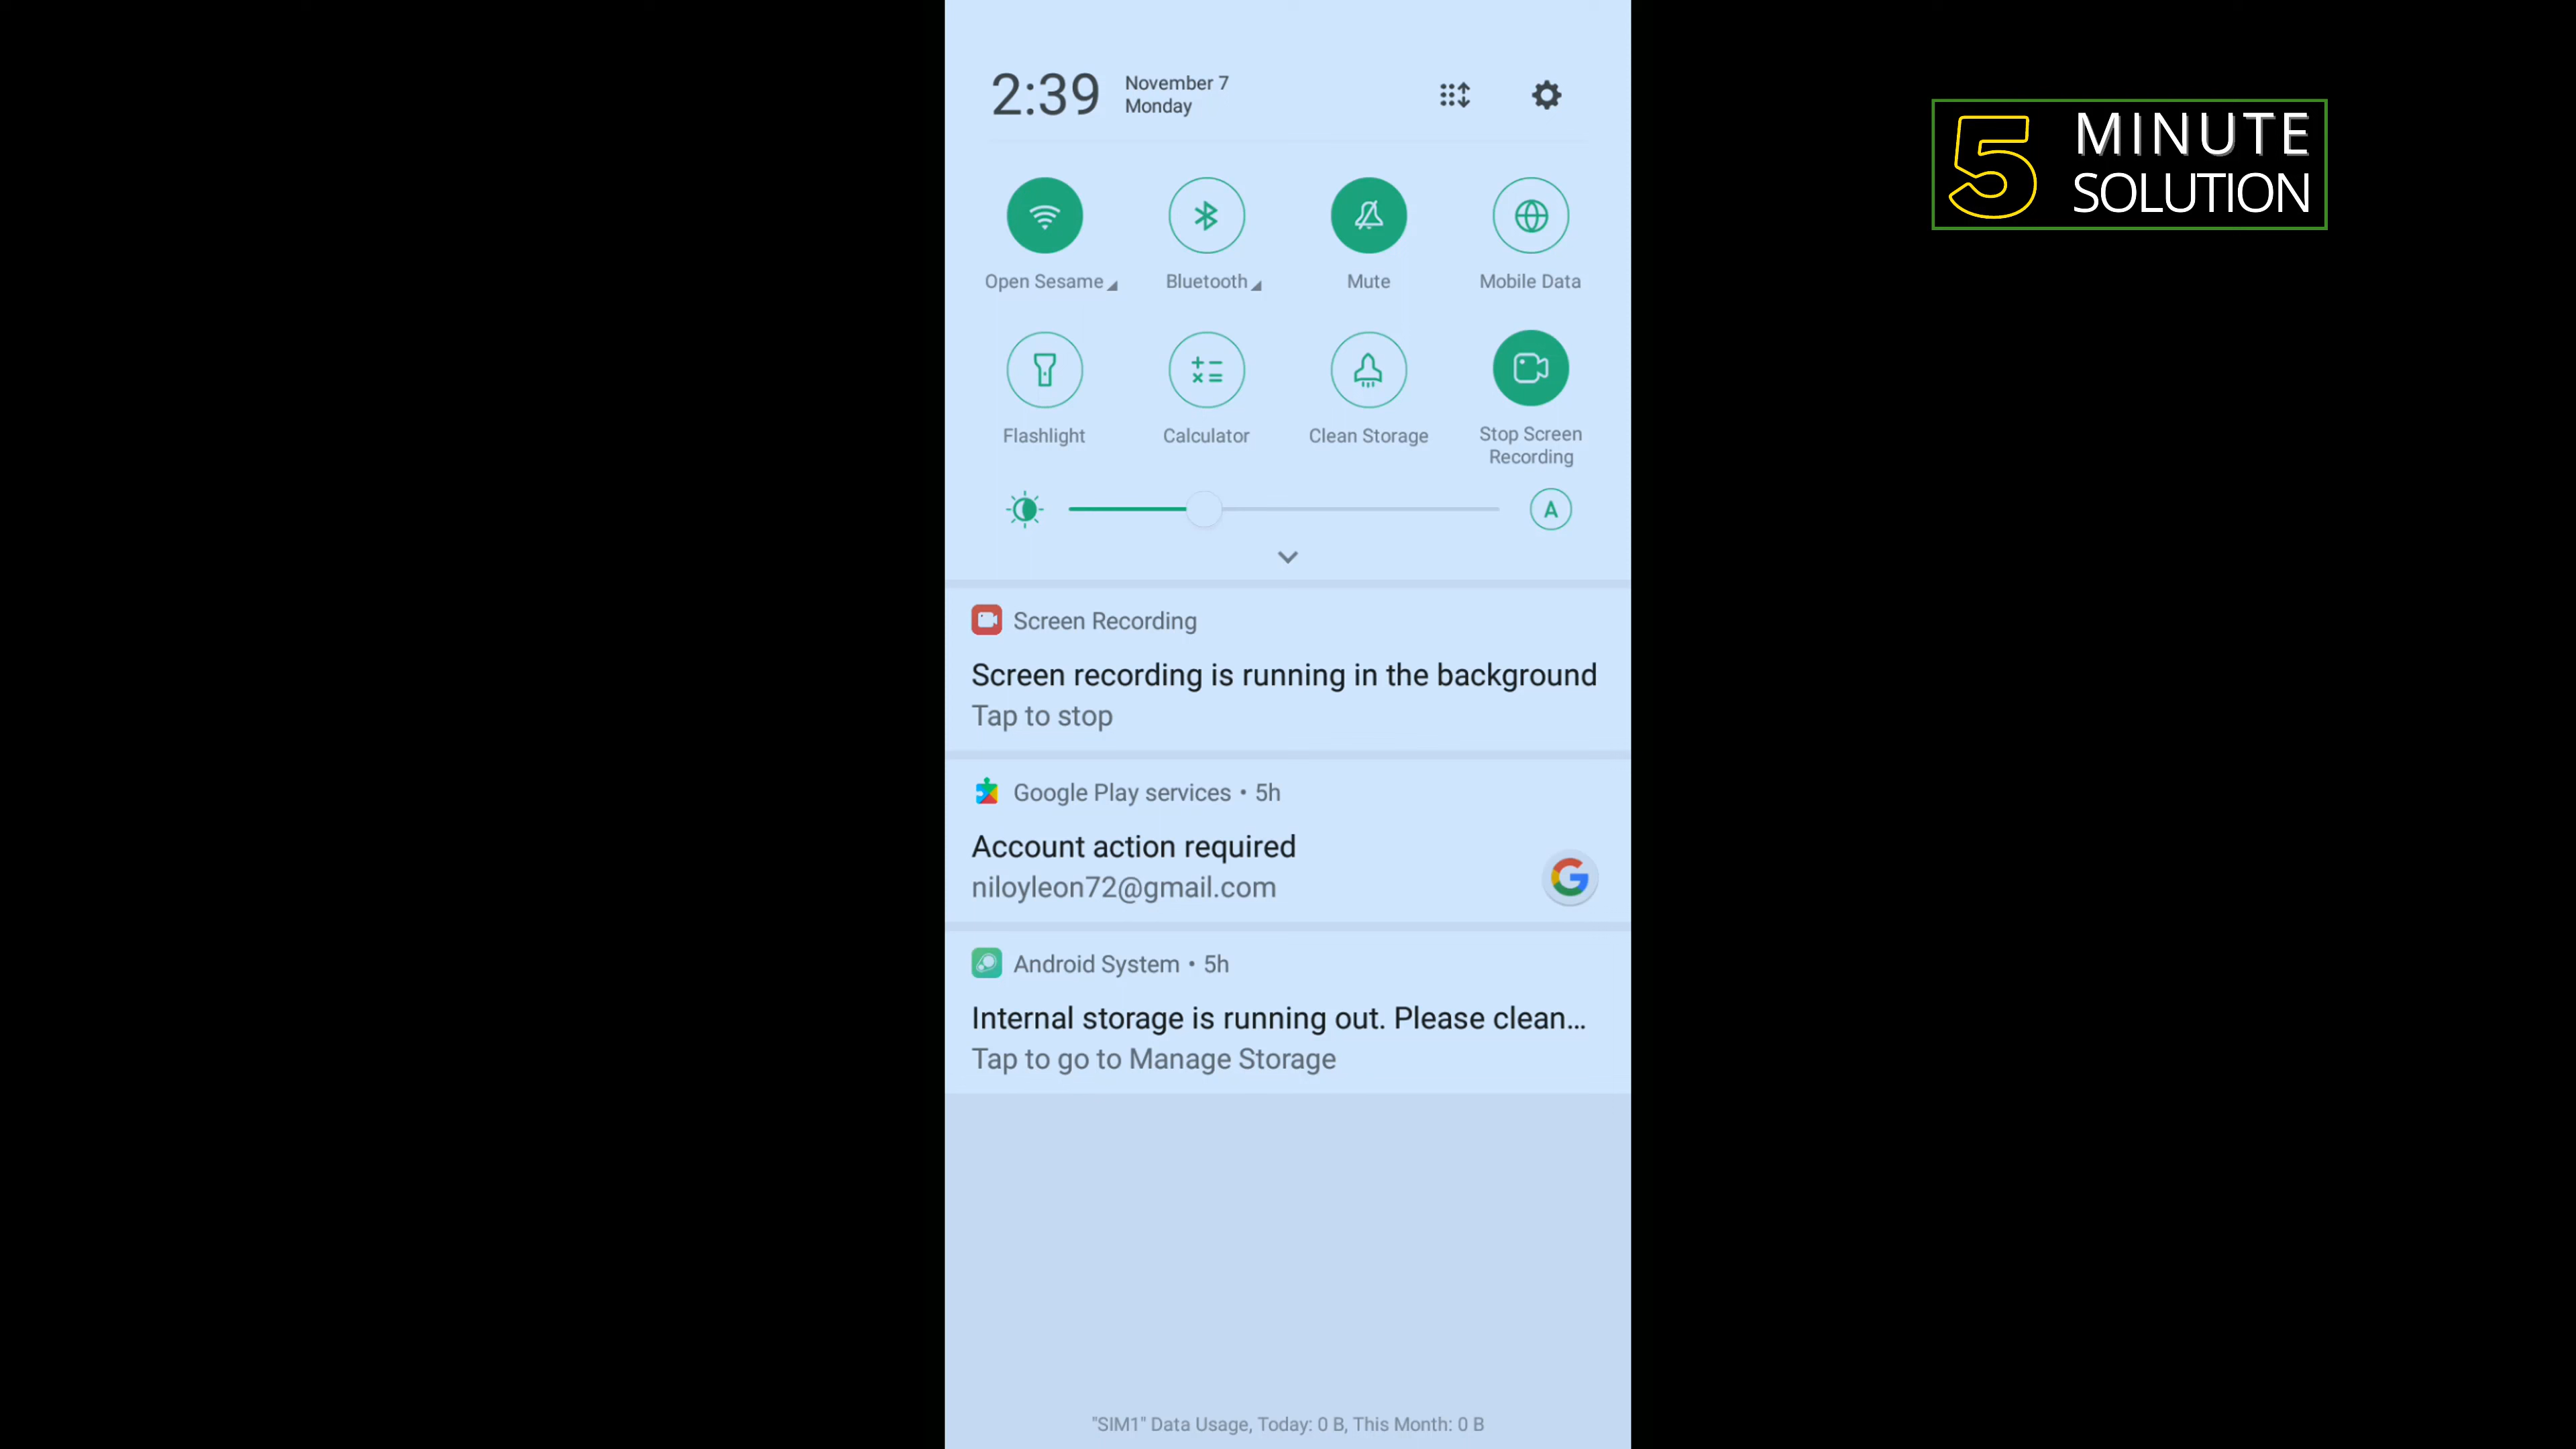 2:39
November 7
Monday
5 MINUTE
SOLUTION
Open Sesame
Bluetooth
Mute
Mobile Data
Flashlight
Calculator
Clean Storage
Stop Screen
Recording
A
Screen Recording
Screen recording is running in the background
Tap to stop
Google Play services • 5h
Account action required
niloyleon72@gmail.com
G
Android System • 5h
Internal storage is running out. Please clean...
Tap to go to Manage Storage
"SIM1" Data Usage, Today: 0 B, This Month: 0 B